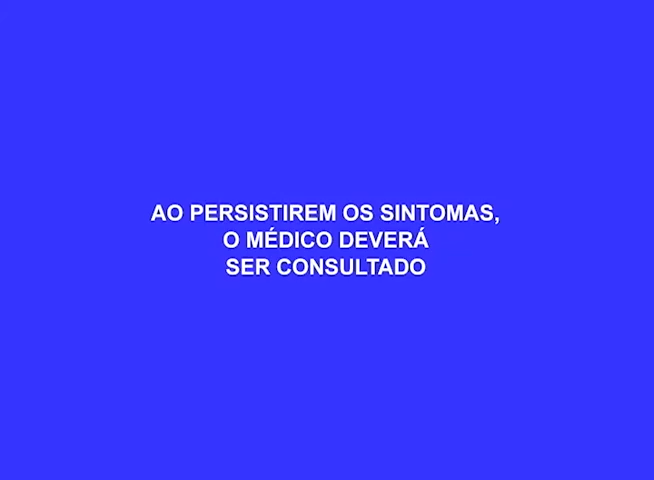 AO PERSISTIREM OS SINTOMAS,
O MÉDICO DEVERÁ
SER CONSULTADO